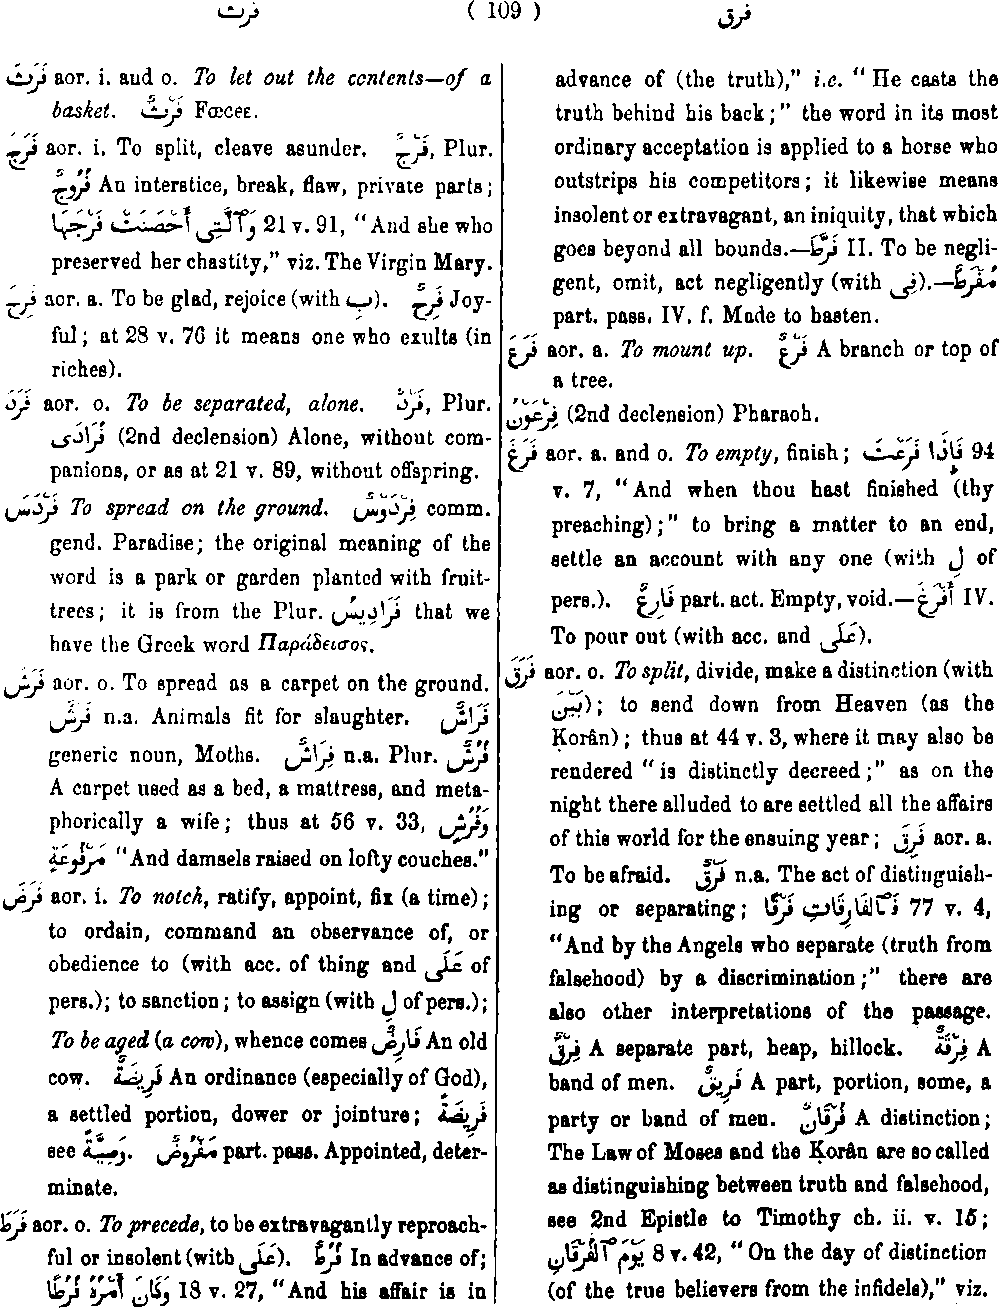 فرث ( 109 ) فرق
فَرَثَ aor. i. and o. To let out the contents—of a
basket. فَرْثٌ Fœces.
فَرَجَ aor. i. To split, cleave asunder. فَرْجٌ, Plur.
فُرُوجٌ An interstice, break, flaw, private parts;
وَٱلَّتِي أَحْصَنَتْ فَرْجَهَا 21 v. 91, “And she who
preserved her chastity,” viz. The Virgin Mary.
فَرِحَ aor. a. To be glad, rejoice (with بِ). فَرِحٌ Joy-
ful; at 28 v. 76 it means one who exults (in
riches).
فَرَدَ aor. o. To be separated, alone. فَرْدٌ, Plur.
فُرَادَى (2nd declension) Alone, without com-
panions, or as at 21 v. 89, without offspring.
فَرْدَسَ To spread on the ground. فِرْدَوْسٌ comm.
gend. Paradise; the original meaning of the
word is a park or garden planted with fruit-
trees; it is from the Plur. فَرَادِيسُ that we
have the Greek word Παράδεισος.
فَرَشَ aor. o. To spread as a carpet on the ground.
فَرْشٌ n.a. Animals fit for slaughter. فَرَاشٌ
generic noun, Moths. فِرَاشٌ n.a. Plur. فُرُشٌ
A carpet used as a bed, a mattress, and meta-
phorically a wife; thus at 56 v. 33, وَفُرُشٍ
مَرْفُوعَةٍ “And damsels raised on lofty couches.”
فَرَضَ aor. i. To notch, ratify, appoint, fix (a time);
to ordain, command an observance of, or
obedience to (with acc. of thing and عَلَى of
pers.); to sanction; to assign (with لِ of pers.);
To be aged (a cow), whence comes فَارِضٌ An old
cow. فَرِيضَةٌ An ordinance (especially of God),
a settled portion, dower or jointure; فَرِيضَةٌ
see وَصِيَّةٌ. مَفْرُوضٌ part. pass. Appointed, deter-
minate.
فَرَطَ aor. o. To precede, to be extravagantly reproach-
ful or insolent (with عَلَى). فُرُطٌ In advance of;
وَكَانَ أَمْرُهُ فُرُطًا 18 v. 27, “And his affair is in
advance of (the truth),” i.e. “He casts the
truth behind his back;” the word in its most
ordinary acceptation is applied to a horse who
outstrips his competitors; it likewise means
insolent or extravagant, an iniquity, that which
goes beyond all bounds.—فَرَّطَ II. To be negli-
gent, omit, act negligently (with فِي).—مُفْرَطٌ
part. pass. IV. f. Made to hasten.
فَرَعَ aor. a. To mount up. فَرْعٌ A branch or top of
a tree.
فِرْعَوْنُ (2nd declension) Pharaoh.
فَرَغَ aor. a. and o. To empty, finish; فَإِذَا فَرَغْتَ 94
v. 7, “And when thou hast finished (thy
preaching);” to bring a matter to an end,
settle an account with any one (with لِ of
pers.). فَارِغٌ part. act. Empty, void.—أَفْرَغَ IV.
To pour out (with acc. and عَلَى).
فَرَقَ aor. o. To split, divide, make a distinction (with
بَيْنَ); to send down from Heaven (as the
Ḳorân); thus at 44 v. 3, where it may also be
rendered “is distinctly decreed;” as on the
night there alluded to are settled all the affairs
of this world for the ensuing year; فَرِقَ aor. a.
To be afraid. فَرْقٌ n.a. The act of distinguish-
ing or separating; فَٱلْفَارِقَاتِ فَرْقًا 77 v. 4,
“And by the Angels who separate (truth from
falsehood) by a discrimination;” there are
also other interpretations of the passage.
فِرْقٌ A separate part, heap, hillock. فِرْقَةٌ A
band of men. فَرِيقٌ A part, portion, some, a
party or band of men. فُرْقَانٌ A distinction;
The Law of Moses and the Ḳorân are so called
as distinguishing between truth and falsehood,
see 2nd Epistle to Timothy ch. ii. v. 15;
يَوْمَ ٱلْفُرْقَانِ 8 v. 42, “On the day of distinction
(of the true believers from the infidels),” viz.